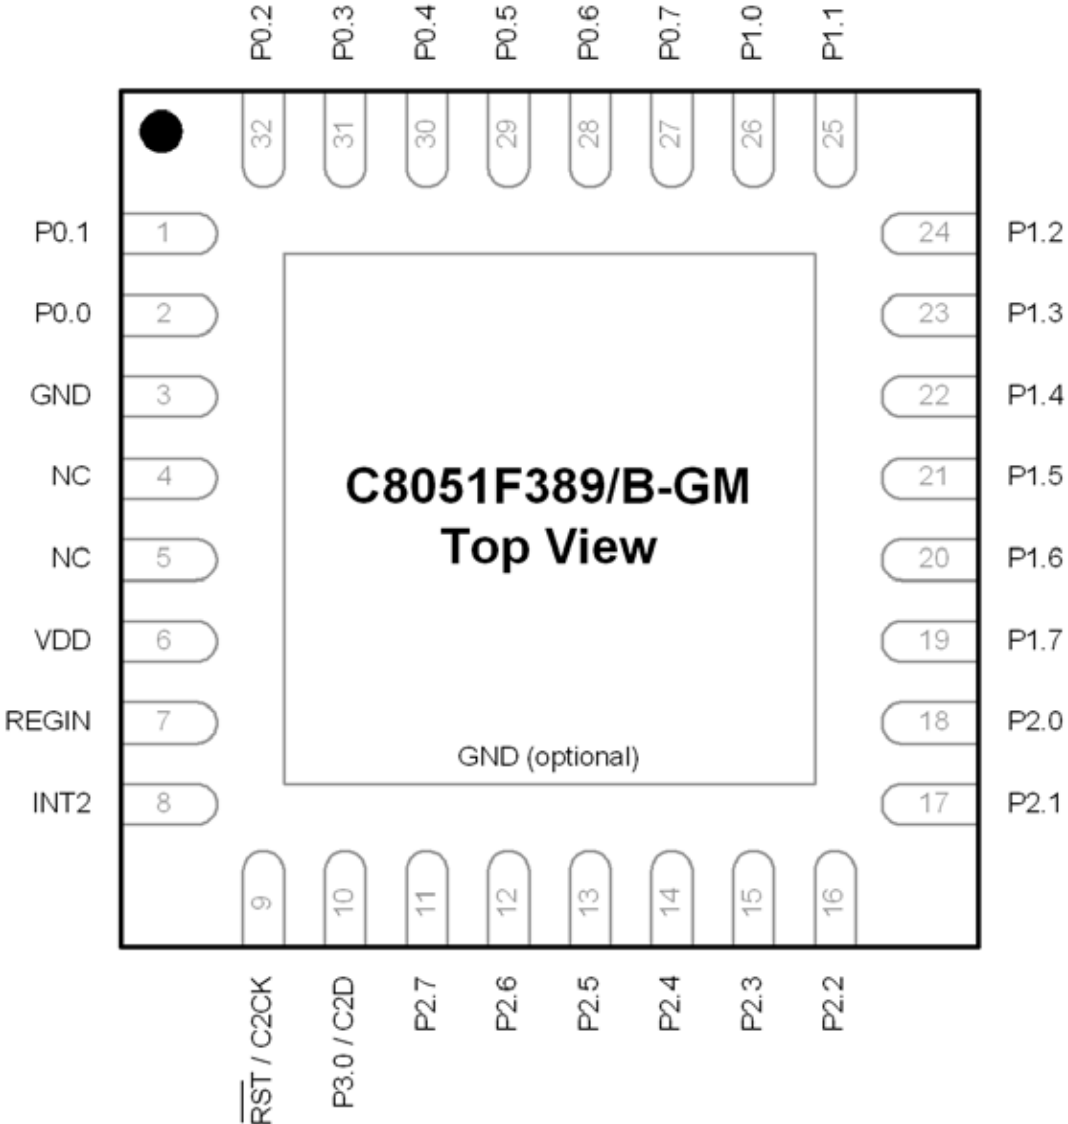 P0.2
P0.3
P0.4
P0.5
P0.6
P0.7
P1.0
P1.1
32
31
30
29
28
27
26
25
P0.1 1
24 P1.2
P0.0 2
23 P1.3
GND 3
22 P1.4
NC 4
21 P1.5
NC 5
20 P1.6
VDD 6
19 P1.7
REGIN 7
18 P2.0
INT2 8
17 P2.1
C8051F389/B-GM
Top View
GND (optional)
9
10
11
12
13
14
15
16
RST / C2CK
P3.0 / C2D
P2.7
P2.6
P2.5
P2.4
P2.3
P2.2